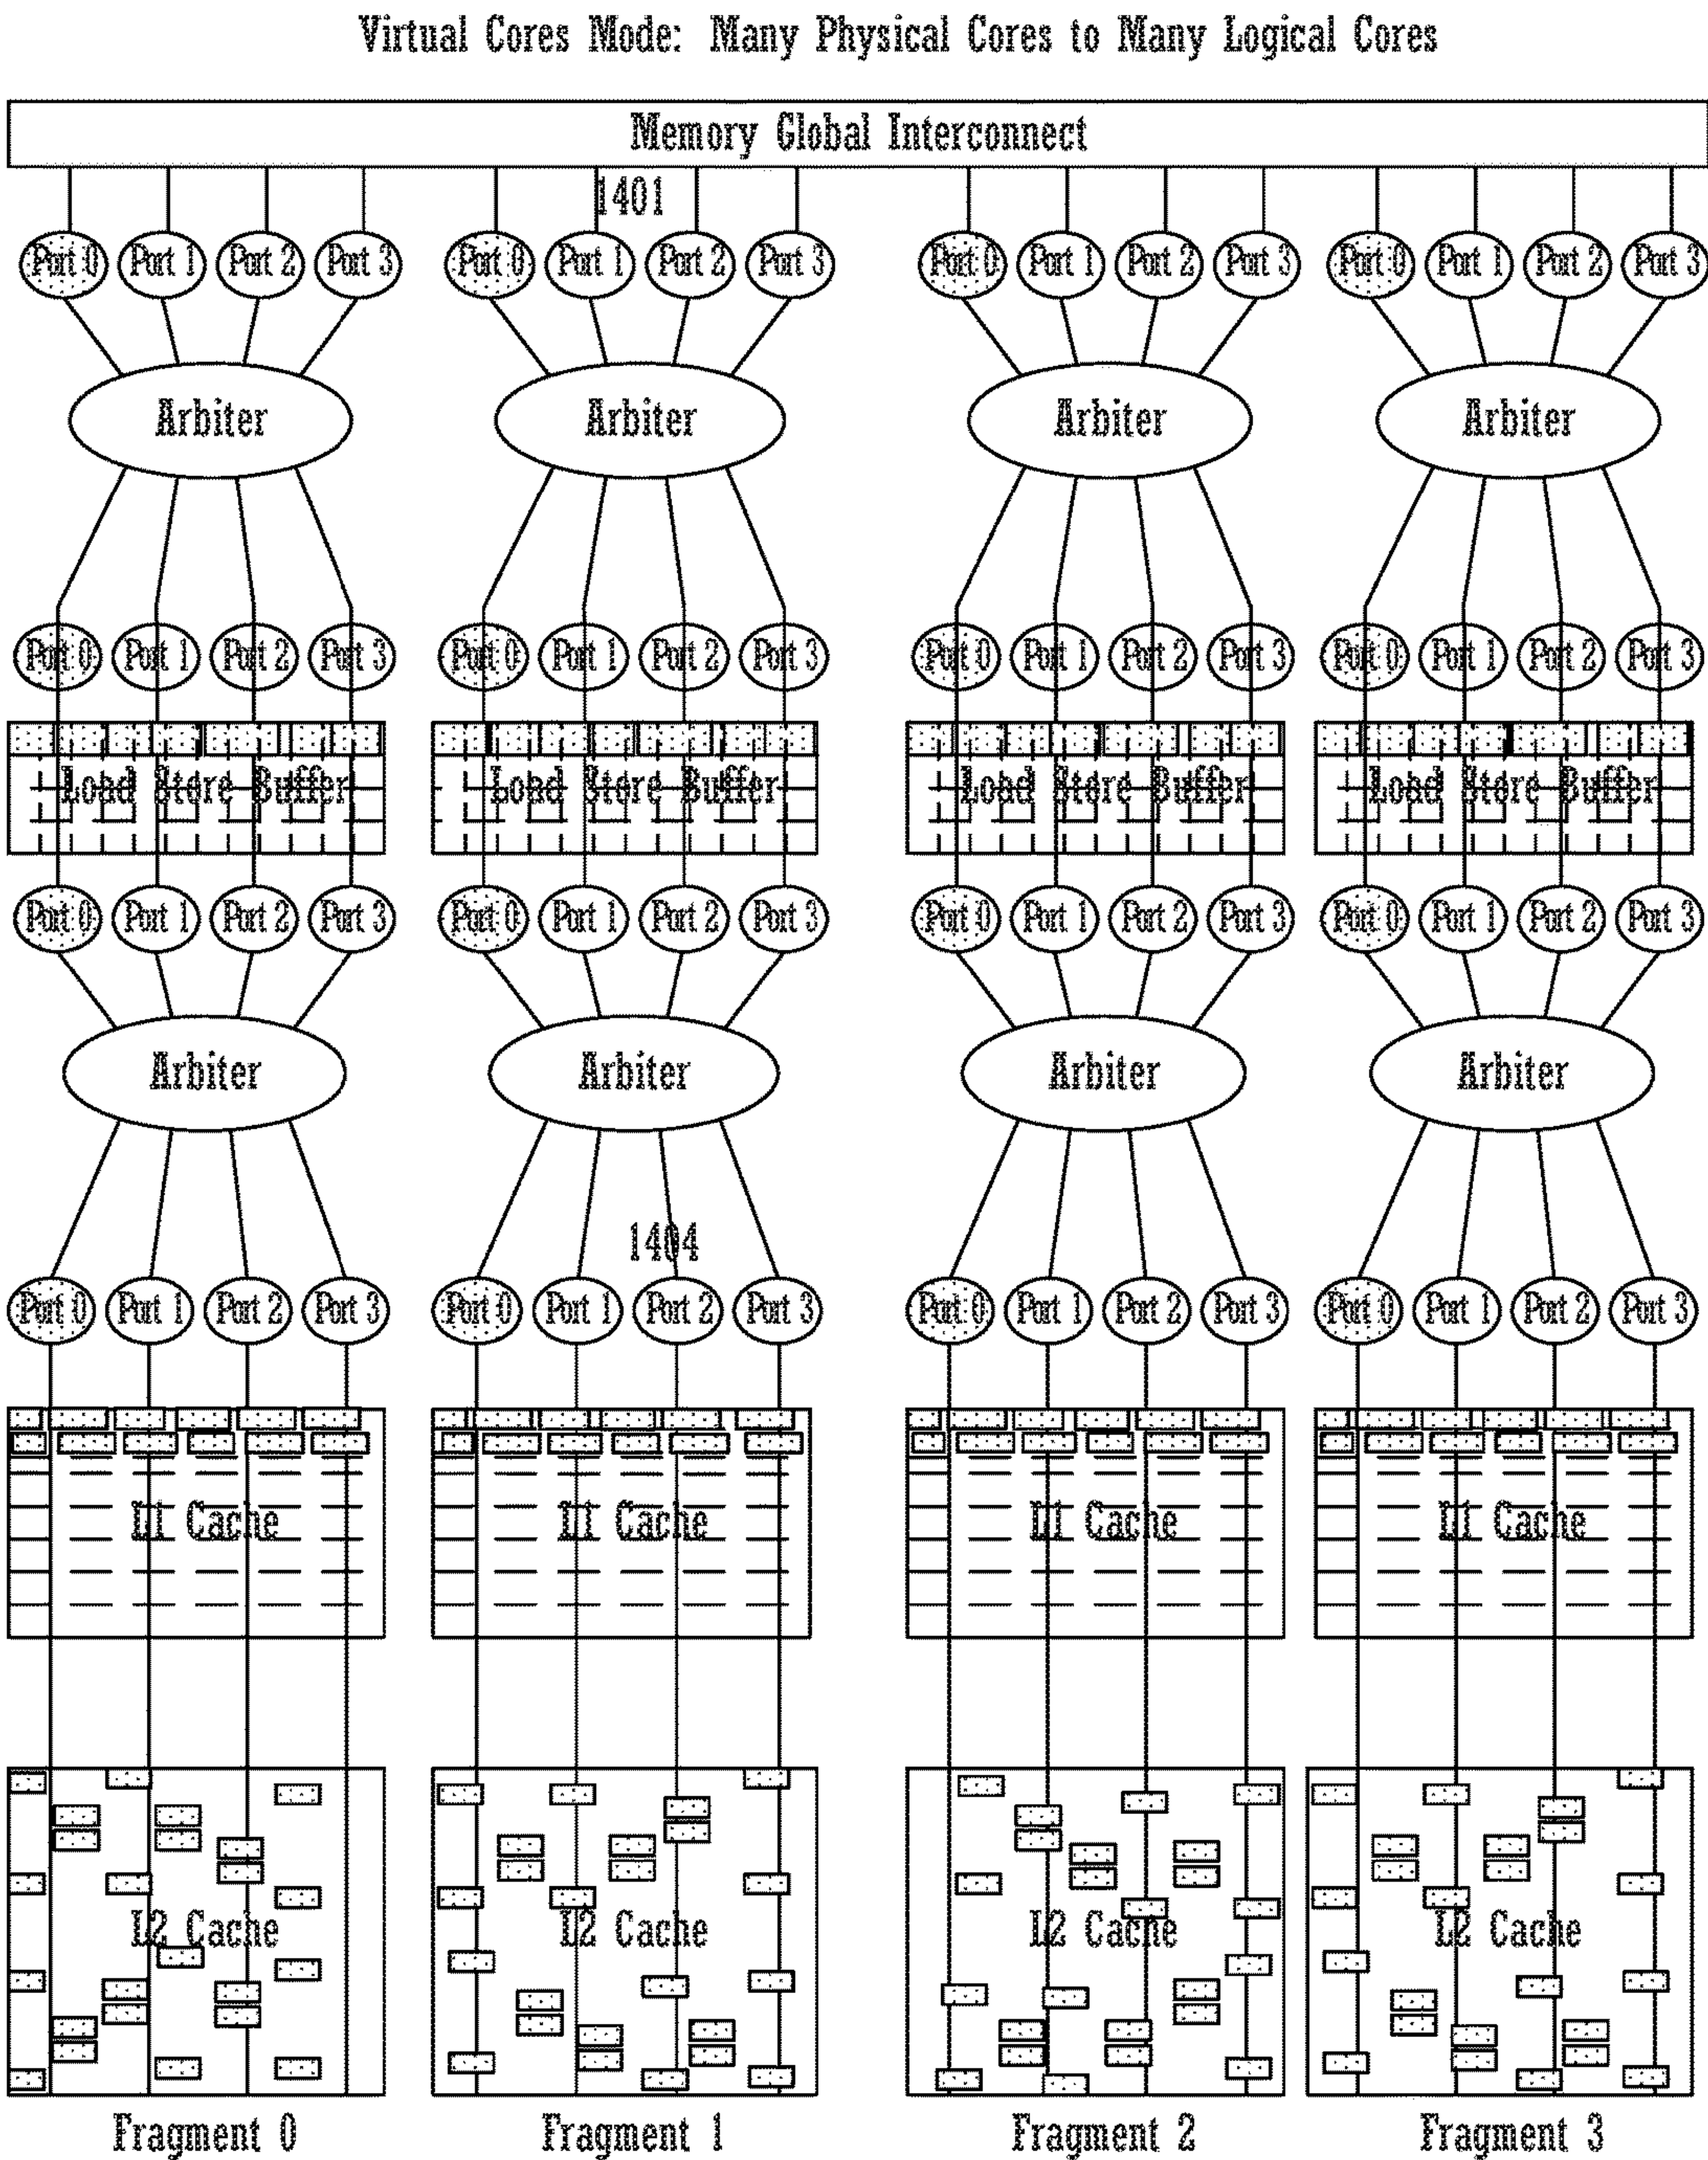 Virtual Cores Mode: Many Physical Cores to Many Logical Cores
Memory Global Interconnect
1401
Port 0 Port 1 Port 2 Port 3 Port 0 Port 1 Port 2 Port 3 Port 0 Port 1 Port 2 Port 3 Port 0 Port 1 Port 2 Port 3
Arbiter Arbiter Arbiter Arbiter
Port 0 Port 1 Port 2 Port 3 Port 0 Port 1 Port 2 Port 3 Port 0 Port 1 Port 2 Port 3 Port 0 Port 1 Port 2 Port 3
Load Store Buffer Load Store Buffer Load Store Buffer Load Store Buffer
Port 0 Port 1 Port 2 Port 3 Port 0 Port 1 Port 2 Port 3 Port 0 Port 1 Port 2 Port 3 Port 0 Port 1 Port 2 Port 3
Arbiter Arbiter Arbiter Arbiter
1404
Port 0 Port 1 Port 2 Port 3 Port 0 Port 1 Port 2 Port 3 Port 0 Port 1 Port 2 Port 3 Port 0 Port 1 Port 2 Port 3
L1 Cache L1 Cache L1 Cache L1 Cache
L2 Cache L2 Cache L2 Cache L2 Cache
Fragment 0 Fragment 1 Fragment 2 Fragment 3